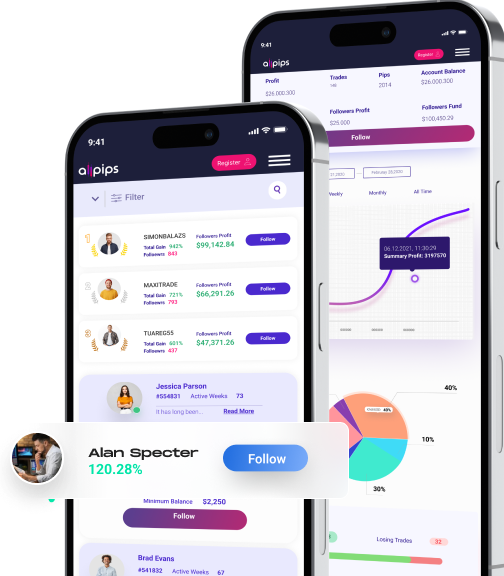 9:41
alipips
Register
Profit
$26.000.300
Trades
Pips
2014
Account Balance
$26.000.300
Followers Profit
$25.000
Followers Fund
$100,450.29
Follow
February 25,2020
Monthly
All Time
06.12.2021, 11:30:29
Summary Profit: 3197570
40%
40%
10%
30%
Losing Trades
32
9:41
alipips
Register
Filter
1
SIMONBALAZS
Total Gain 942%
Followers 843
Followers Profit
$99,142.84
Follow
2
MAXITRADE
Total Gain 721%
Followers 793
Followers Profit
$66,291.26
Follow
3
TUAREG55
Total Gain 601%
Followers 437
Followers Profit
$47,371.26
Follow
Jessica Parson
#554831 Active Weeks 73
It has long been... Read More
Alan Specter
120.28%
Follow
Minimum Balance $2,250
Follow
Brad Evans
#541832 Active Weeks 67